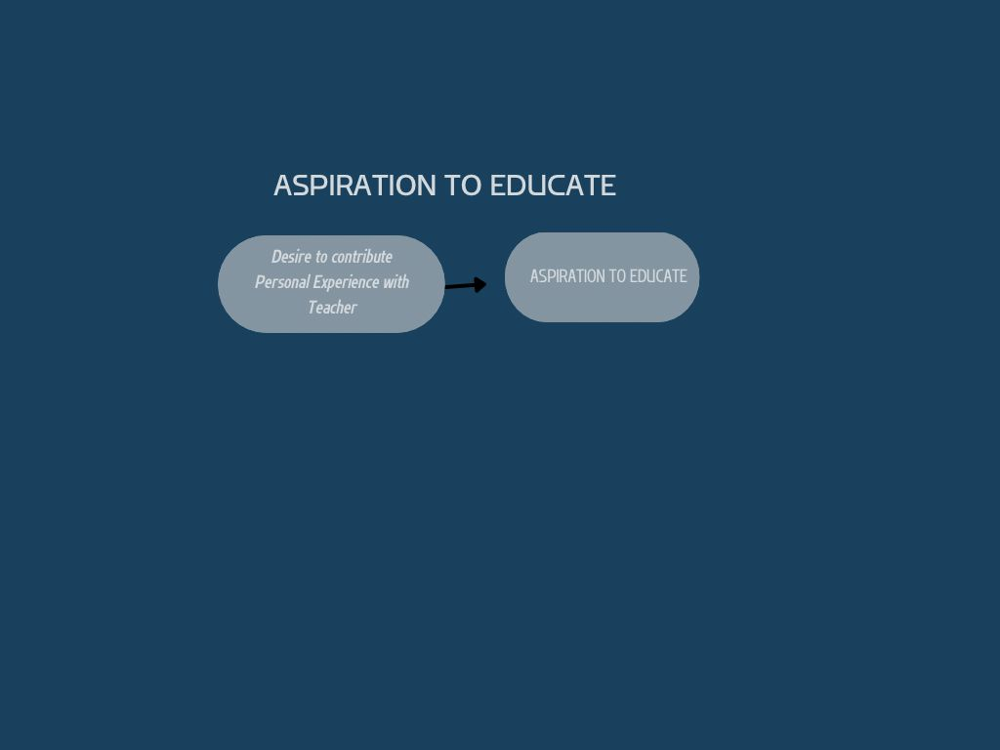 ASPIRATION TO EDUCATE
Desire to contribute
Personal Experience with
Teacher
ASPIRATION TO EDUCATE